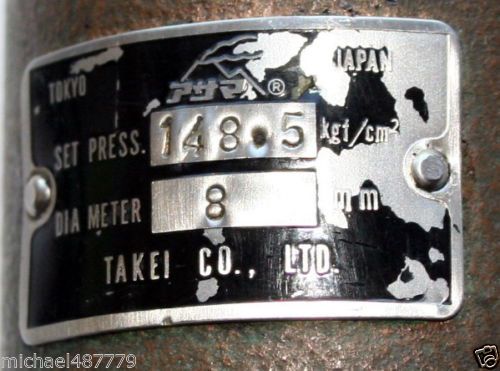 TOKYO アサマ® JAPAN
SET PRESS. 148.5 kgf/cm²
DIA METER 8 mm
TAKEI CO., LTD.
michael487779